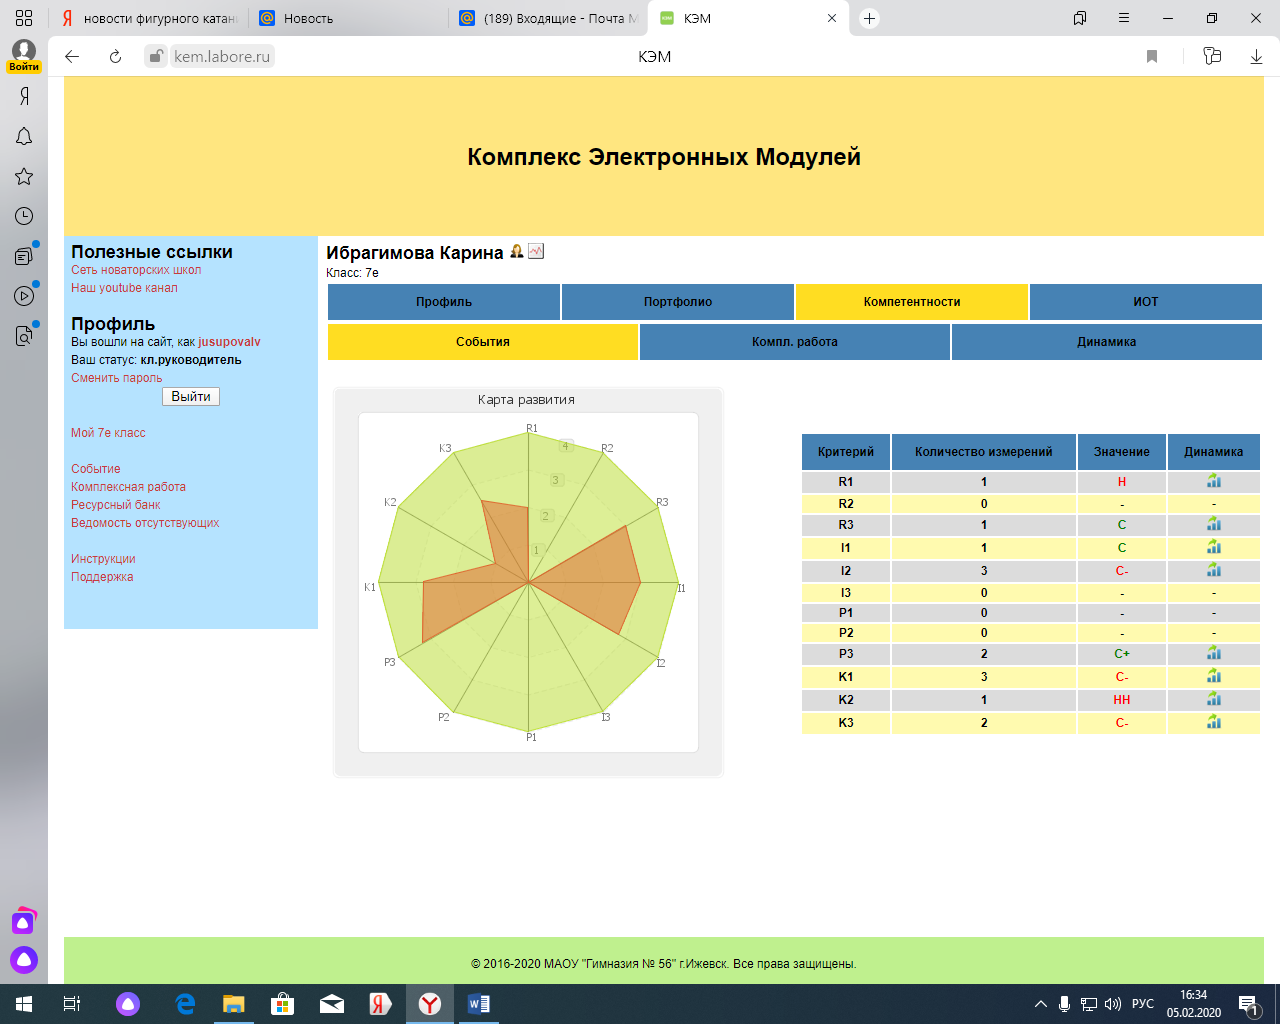 новости фигурного катани
Новость
(189) Входящие - Почта М
КЭМ
Войти
kem.labore.ru
КЭМ
Комплекс Электронных Модулей
Полезные ссылки
Сеть новаторских школ
Наш youtube канал
Профиль
Вы вошли на сайт, как jusupovalv
Ваш статус: кл.руководитель
Сменить пароль
Выйти
Мой 7е класс
Событие
Комплексная работа
Ресурсный банк
Ведомость отсутствующих
Инструкции
Поддержка
Ибрагимова Карина
Класс: 7е
Профиль Портфолио Компетентности ИОТ
События Компл. работа Динамика
Карта развития
R1
R2
R3
I1
I2
I3
P1
P2
P3
K1
K2
K3
4
3
2
1
Критерий Количество измерений Значение Динамика
R1 1 Н
R2 0 - -
R3 1 С
I1 1 С
I2 3 С-
I3 0 - -
P1 0 - -
P2 0 - -
P3 2 С+
K1 3 С-
K2 1 НН
K3 2 С-
© 2016-2020 МАОУ "Гимназия № 56" г.Ижевск. Все права защищены.
РУС
16:34
05.02.2020
1